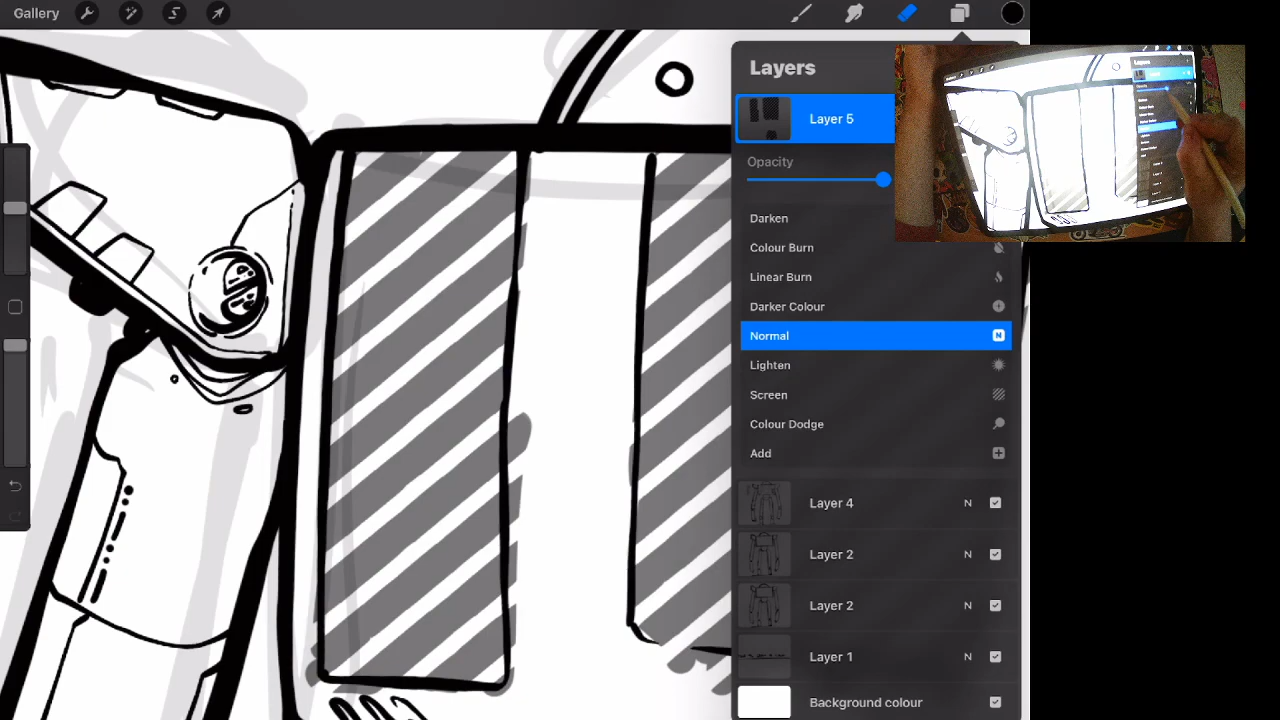 Gallery
Layers
Layer 5
Opacity
Darken
Colour Burn
Linear Burn
Darker Colour
Normal N
Lighten
Screen
Colour Dodge
Add
Layer 4 N
Layer 2 N
Layer 2 N
Layer 1 N
Background colour